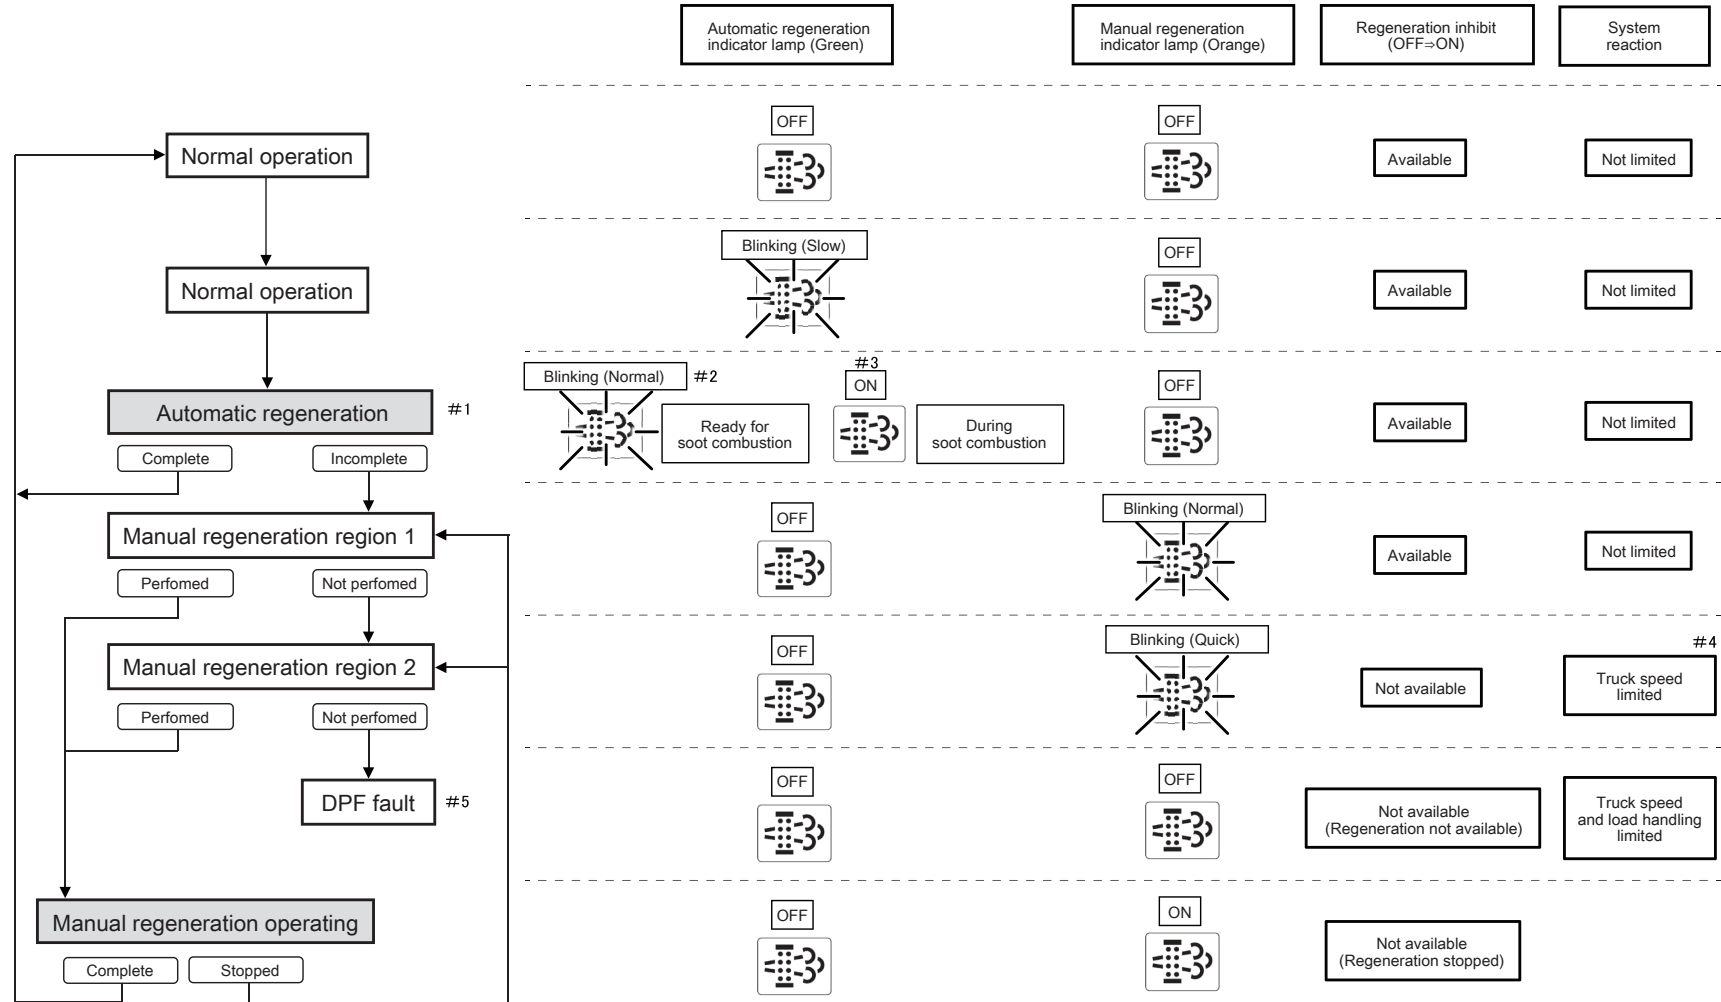 Automatic regeneration
indicator lamp (Green)
Manual regeneration
indicator lamp (Orange)
Regeneration inhibit
(OFF⇒ON)
System
reaction
Normal operation
OFF
OFF
Available
Not limited
Normal operation
Blinking (Slow)
OFF
Available
Not limited
Automatic regeneration
#1
Blinking (Normal)
#2
Ready for
soot combustion
#3
ON
During
soot combustion
OFF
Available
Not limited
Complete
Incomplete
Manual regeneration region 1
OFF
Blinking (Normal)
Available
Not limited
Perfomed
Not perfomed
Manual regeneration region 2
OFF
Blinking (Quick)
Not available
#4
Truck speed
limited
Perfomed
Not perfomed
DPF fault
#5
OFF
OFF
Not available
(Regeneration not available)
Truck speed
and load handling
limited
Manual regeneration operating
OFF
ON
Not available
(Regeneration stopped)
Complete
Stopped